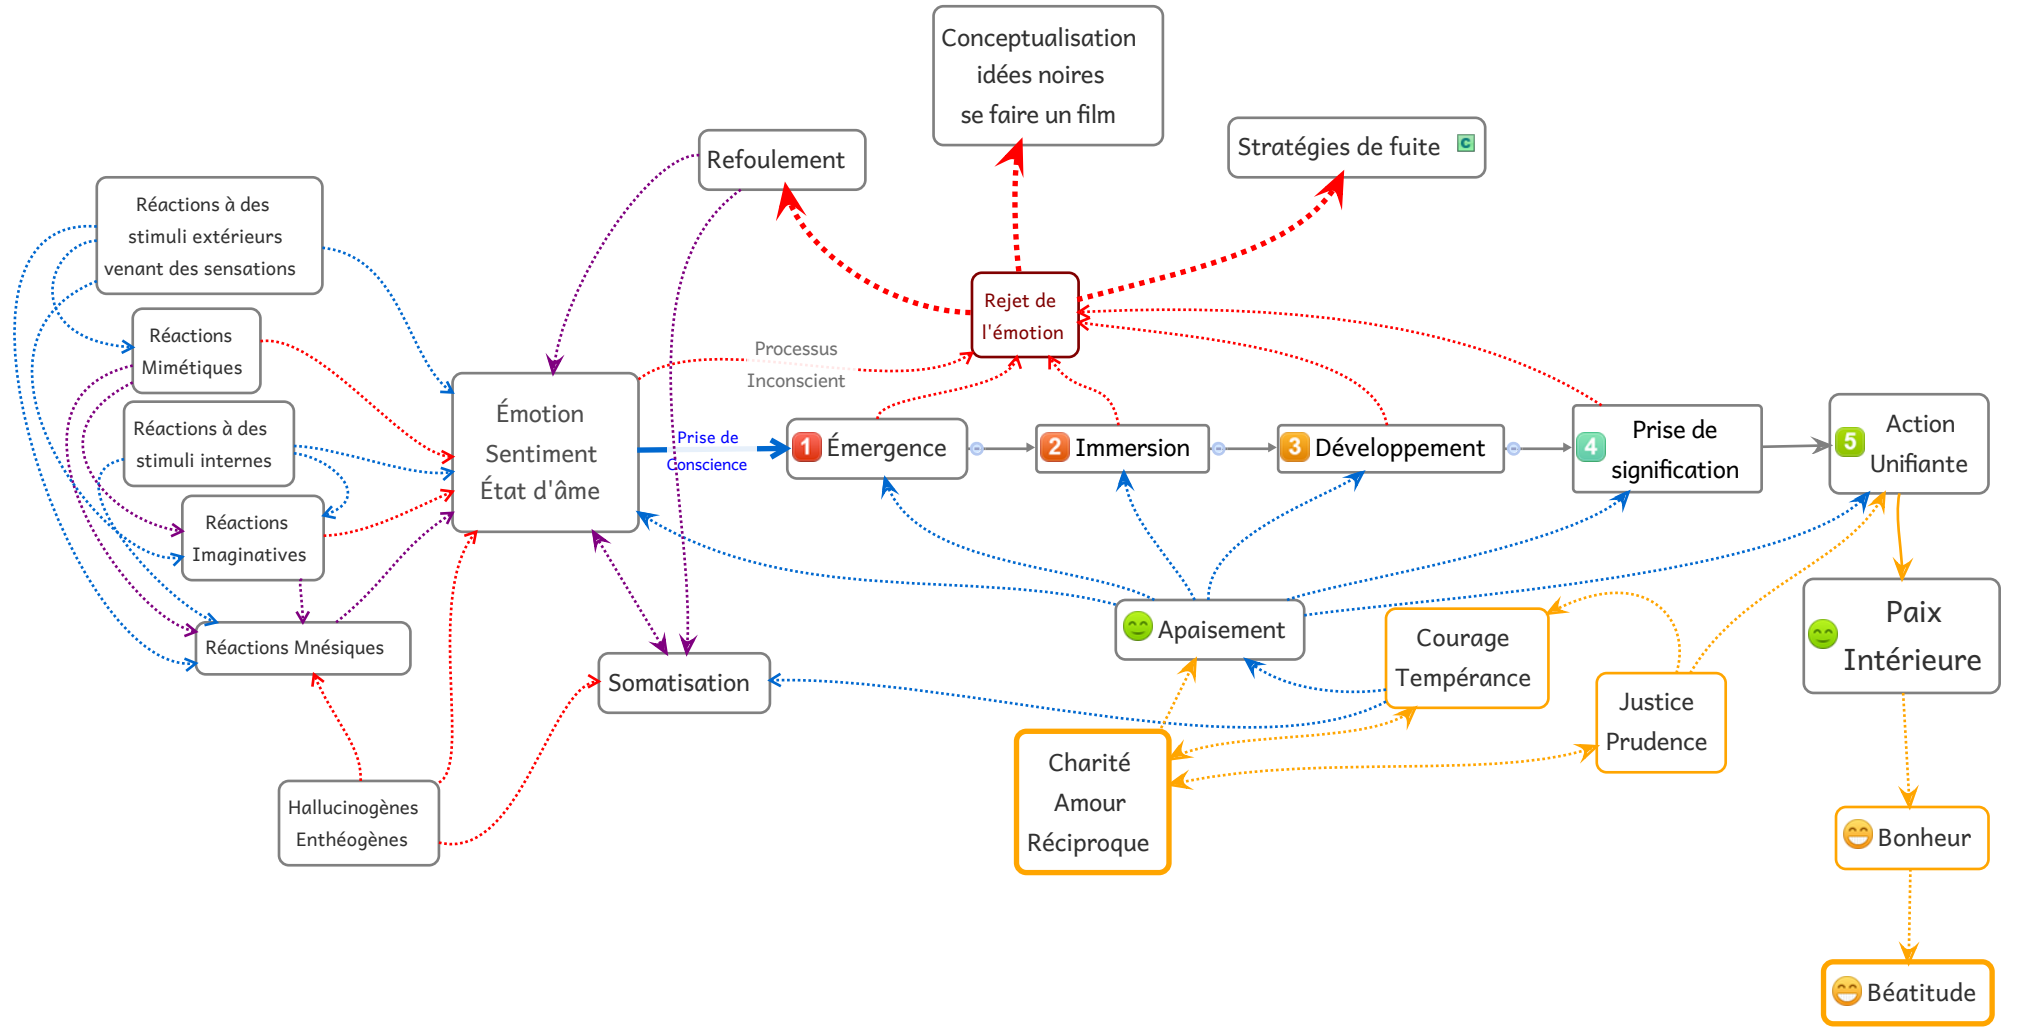 Conceptualisation
idées noires
se faire un film
Stratégies de fuite C
Refoulement
Réactions à des
stimuli extérieurs
venant des sensations
Rejet de
l'émotion
Réactions
Mimétiques
Processus
Inconscient
Réactions à des
stimuli internes
Émotion
Sentiment
État d'âme
Prise de
Conscience
1 Émergence
2 Immersion
3 Développement
4 Prise de
signification
5 Action
Unifiante
Réactions
Imaginatives
Réactions Mnésiques
Somatisation
Apaisement
Courage
Tempérance
Justice
Prudence
Paix
Intérieure
Charité
Amour
Réciproque
Hallucinogènes
Enthéogènes
Bonheur
Béatitude